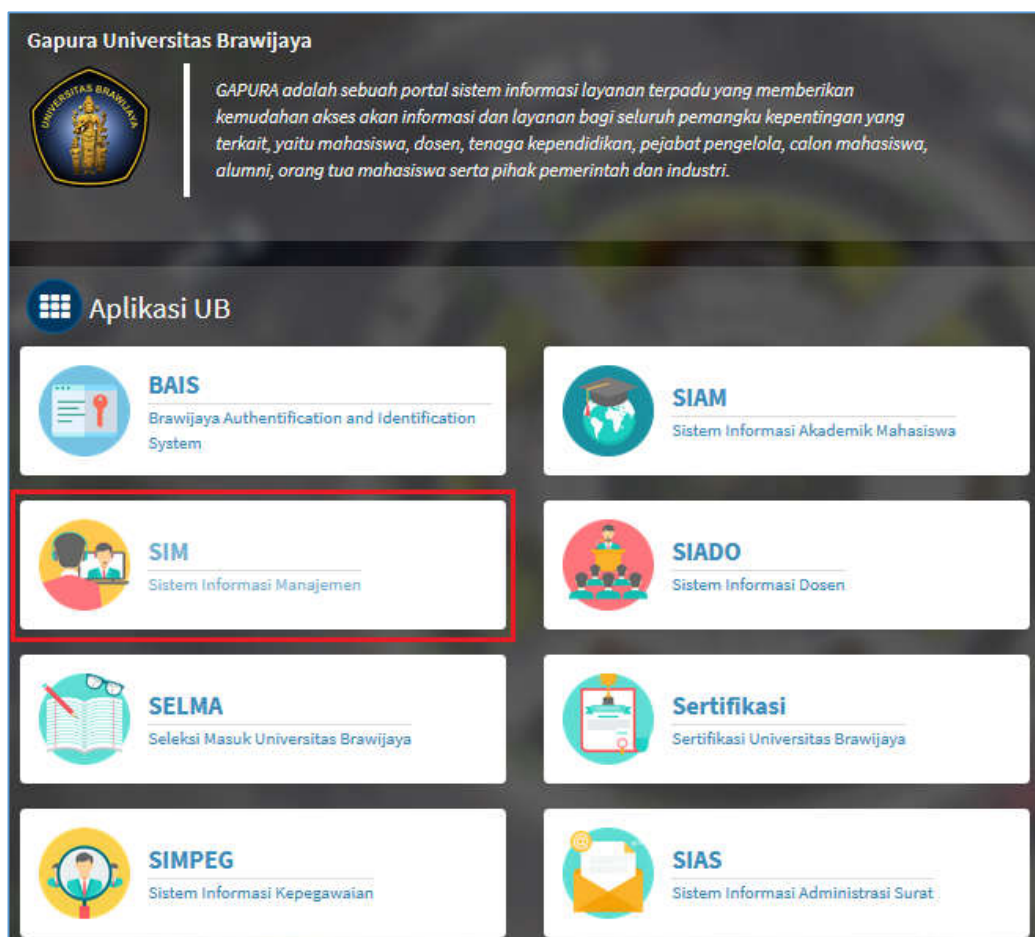 Gapura Universitas Brawijaya
UNIVERSITAS BRAWIJAYA
GAPURA adalah sebuah portal sistem informasi layanan terpadu yang memberikan
kemudahan akses akan informasi dan layanan bagi seluruh pemangku kepentingan yang
terkait, yaitu mahasiswa, dosen, tenaga kependidikan, pejabat pengelola, calon mahasiswa,
alumni, orang tua mahasiswa serta pihak pemerintah dan industri.
Aplikasi UB
BAIS
Brawijaya Authentification and Identification
System
SIAM
Sistem Informasi Akademik Mahasiswa
SIM
Sistem Informasi Manajemen
SIADO
Sistem Informasi Dosen
SELMA
Seleksi Masuk Universitas Brawijaya
Sertifikasi
Sertifikasi Universitas Brawijaya
SIMPEG
Sistem Informasi Kepegawaian
SIAS
Sistem Informasi Administrasi Surat